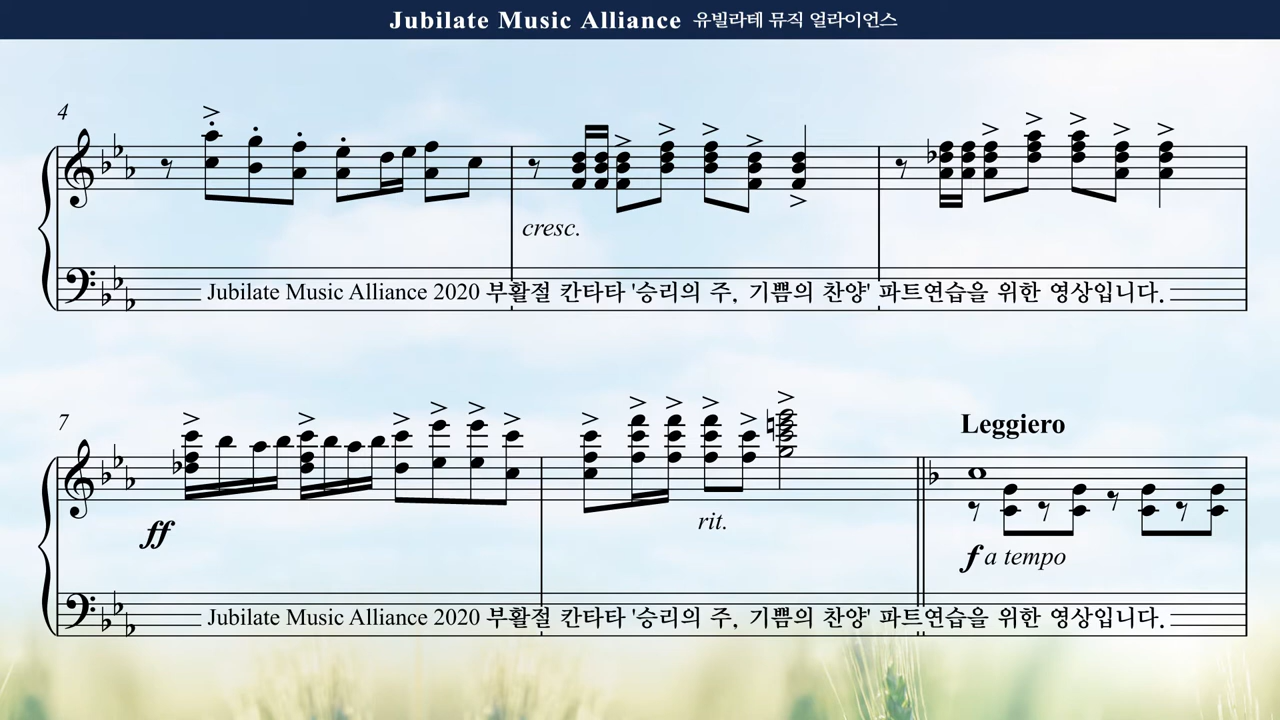 Jubilate Music Alliance 유빌라테 뮤직 얼라이언스
4
cresc.
Jubilate Music Alliance 2020 부활절 칸타타 '승리의 주, 기쁨의 찬양' 파트연습을 위한 영상입니다.
7
Leggiero
ff
rit.
f a tempo
Jubilate Music Alliance 2020 부활절 칸타타 '승리의 주, 기쁨의 찬양' 파트연습을 위한 영상입니다.